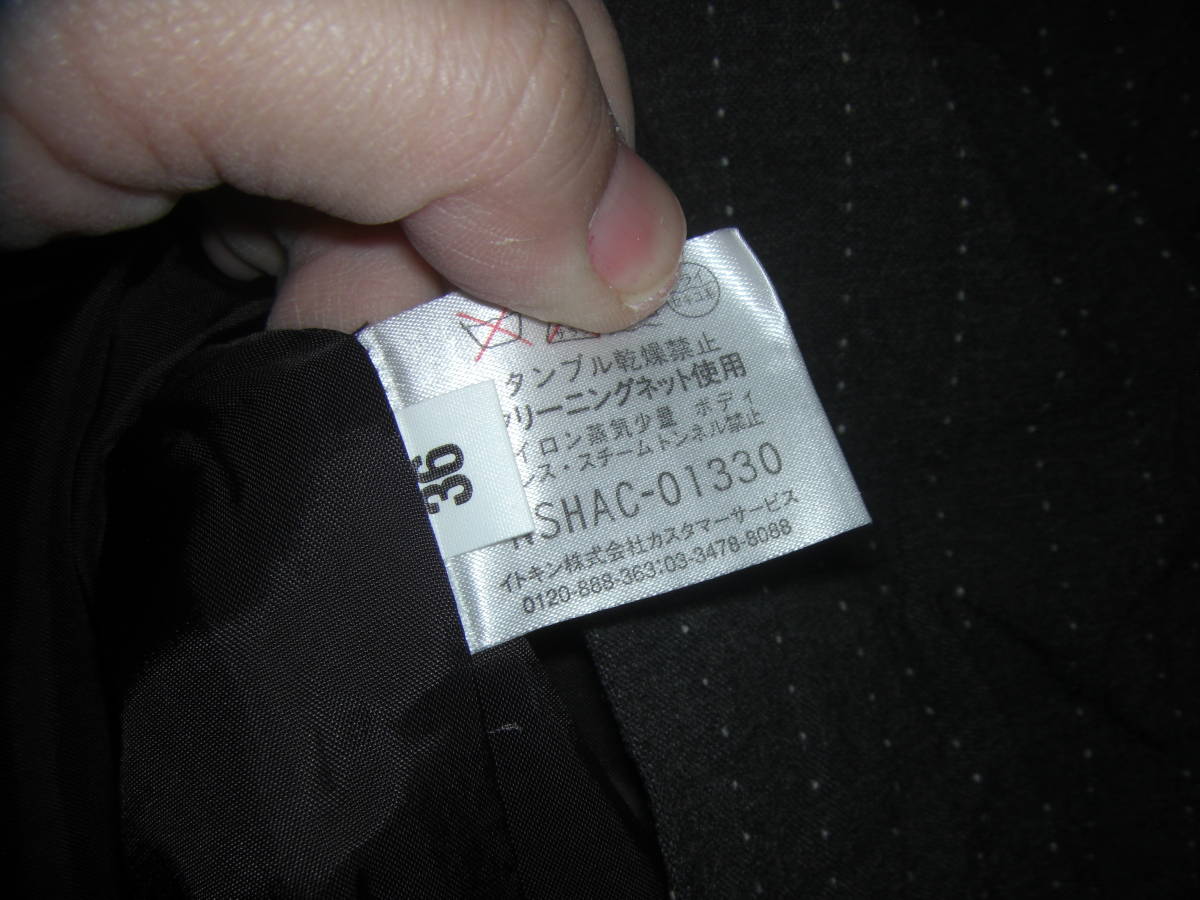 タンブル乾燥禁止
リーニングネット使用
イロン蒸気少量 ボディ
ンス・スチームトンネル禁止
36
SHAC-01330
イトキン株式会社カスタマーサービス
0120-888-363:03-3478-8088